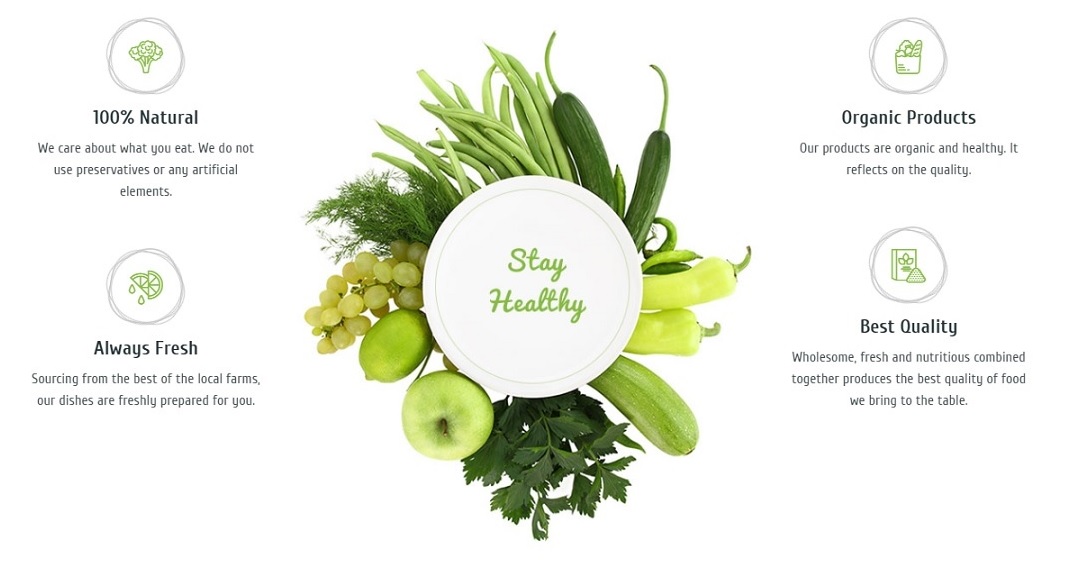 100% Natural
We care about what you eat. We do not
use preservatives or any artificial
elements.
Always Fresh
Sourcing from the best of the local farms,
our dishes are freshly prepared for you.
Stay
Healthy
Organic Products
Our products are organic and healthy. It
reflects on the quality.
Best Quality
Wholesome, fresh and nutritious combined
together produces the best quality of food
we bring to the table.